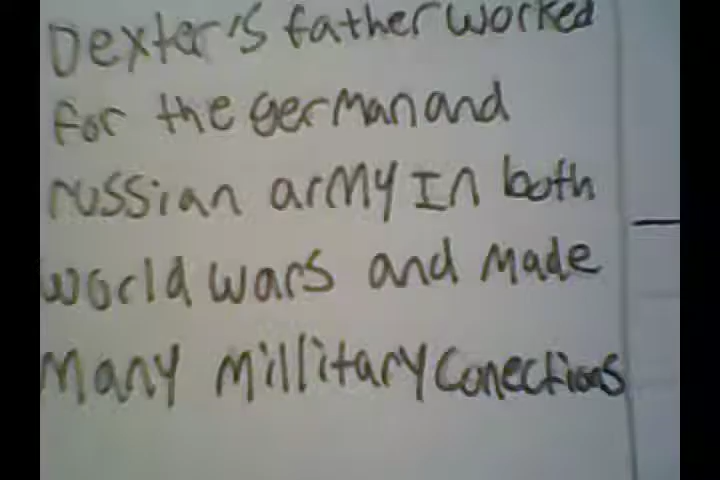 Dexter's father worked
for the german and
russian army In both
world wars and made
many millitary conections